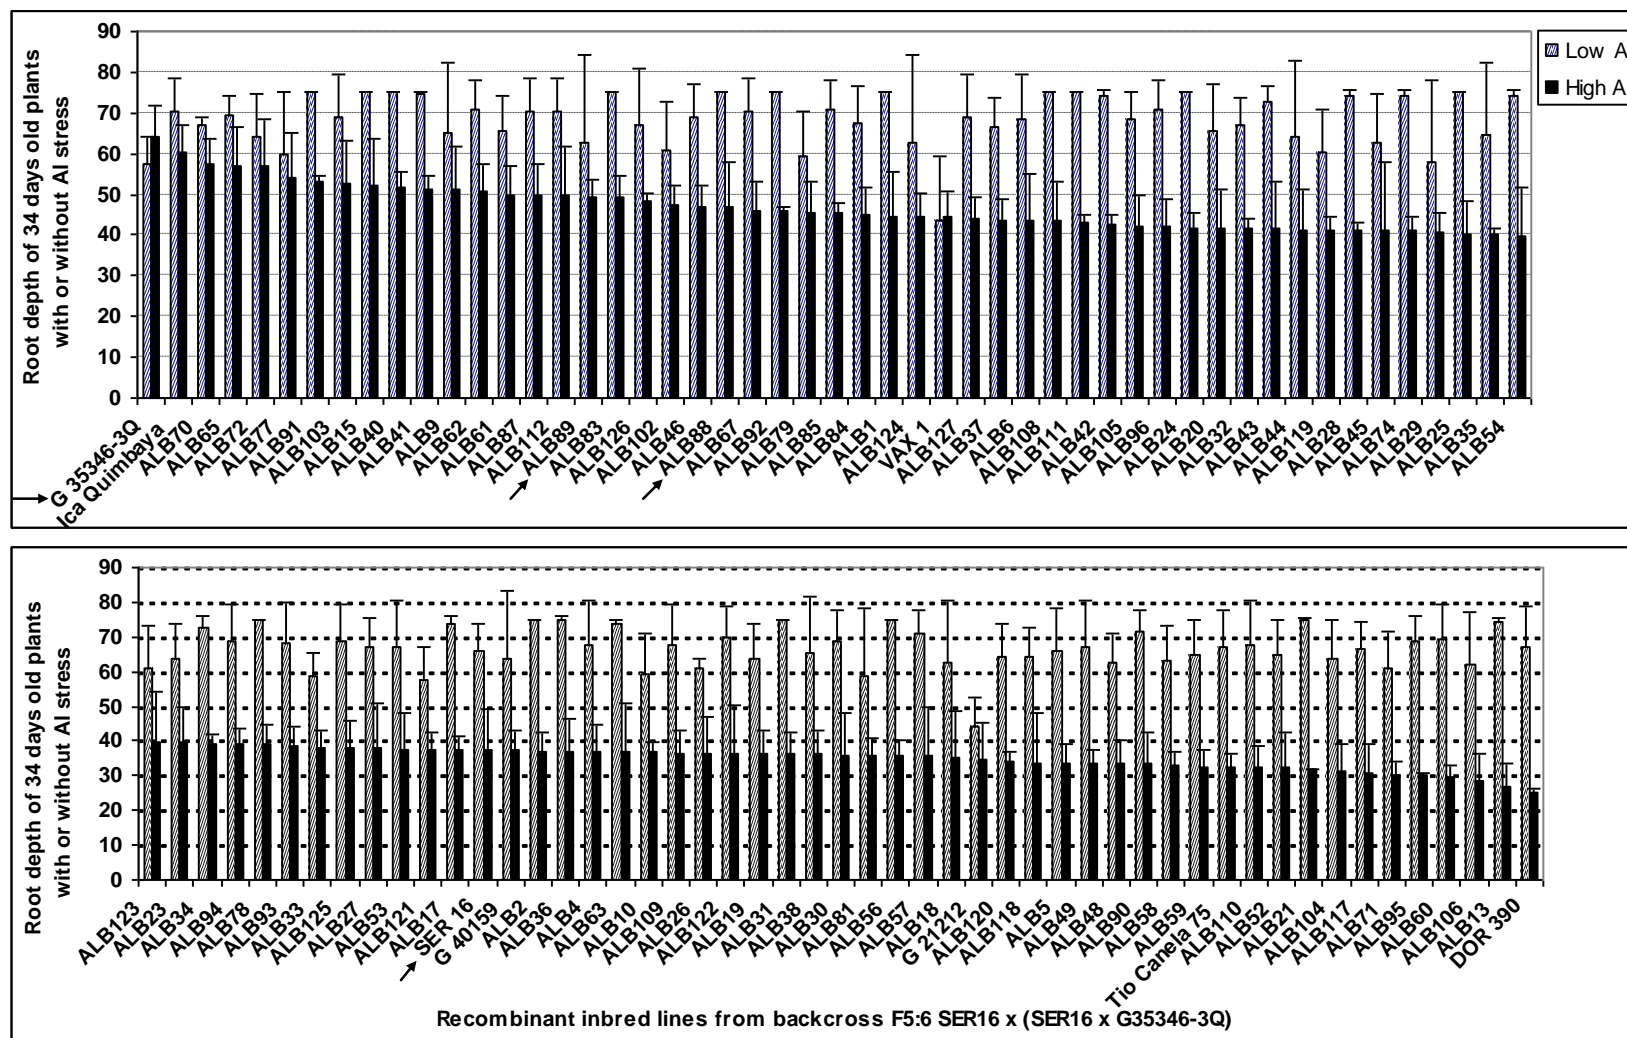 Root depth of 34 days old plants
with or without Al stress
90
80
70
60
50
40
30
20
10
0
Low A
High A
G 35346-3Q
Ica Quimbaya
ALB70
ALB65
ALB72
ALB77
ALB91
ALB103
ALB15
ALB40
ALB41
ALB9
ALB62
ALB61
ALB87
ALB112
ALB89
ALB83
ALB126
ALB102
ALB46
ALB88
ALB67
ALB92
ALB79
ALB85
ALB84
ALB1
ALB124
VAX 1
ALB127
ALB37
ALB6
ALB108
ALB111
ALB42
ALB105
ALB96
ALB24
ALB20
ALB32
ALB43
ALB44
ALB119
ALB28
ALB45
ALB74
ALB29
ALB25
ALB35
ALB54
Root depth of 34 days old plants
with or without Al stress
90
80
70
60
50
40
30
20
10
0
ALB123
ALB23
ALB34
ALB94
ALB78
ALB93
ALB33
ALB125
ALB27
ALB53
ALB121
ALB17
SER 16
G 40159
ALB2
ALB36
ALB4
ALB63
ALB10
ALB109
ALB26
ALB122
ALB19
ALB31
ALB38
ALB30
ALB81
ALB56
ALB57
ALB18
G 21212
ALB120
ALB118
ALB5
ALB49
ALB48
ALB90
ALB58
ALB59
Tio Canela 75
ALB110
ALB52
ALB21
ALB104
ALB117
ALB71
ALB95
ALB60
ALB106
ALB13
DOR 390
Recombinant inbred lines from backcross F5:6 SER16 x (SER16 x G35346-3Q)